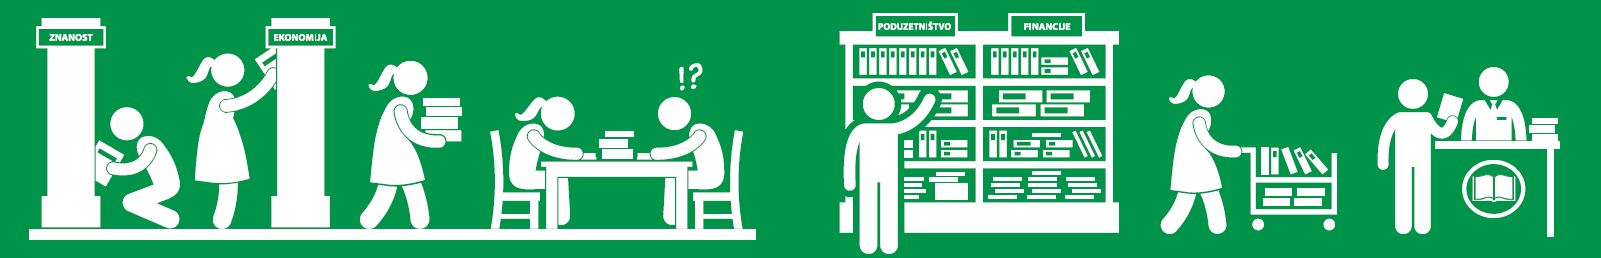 ZNANOST
EKONOMIJA
!?
PODUZETNIŠTVO
FINANCIJE